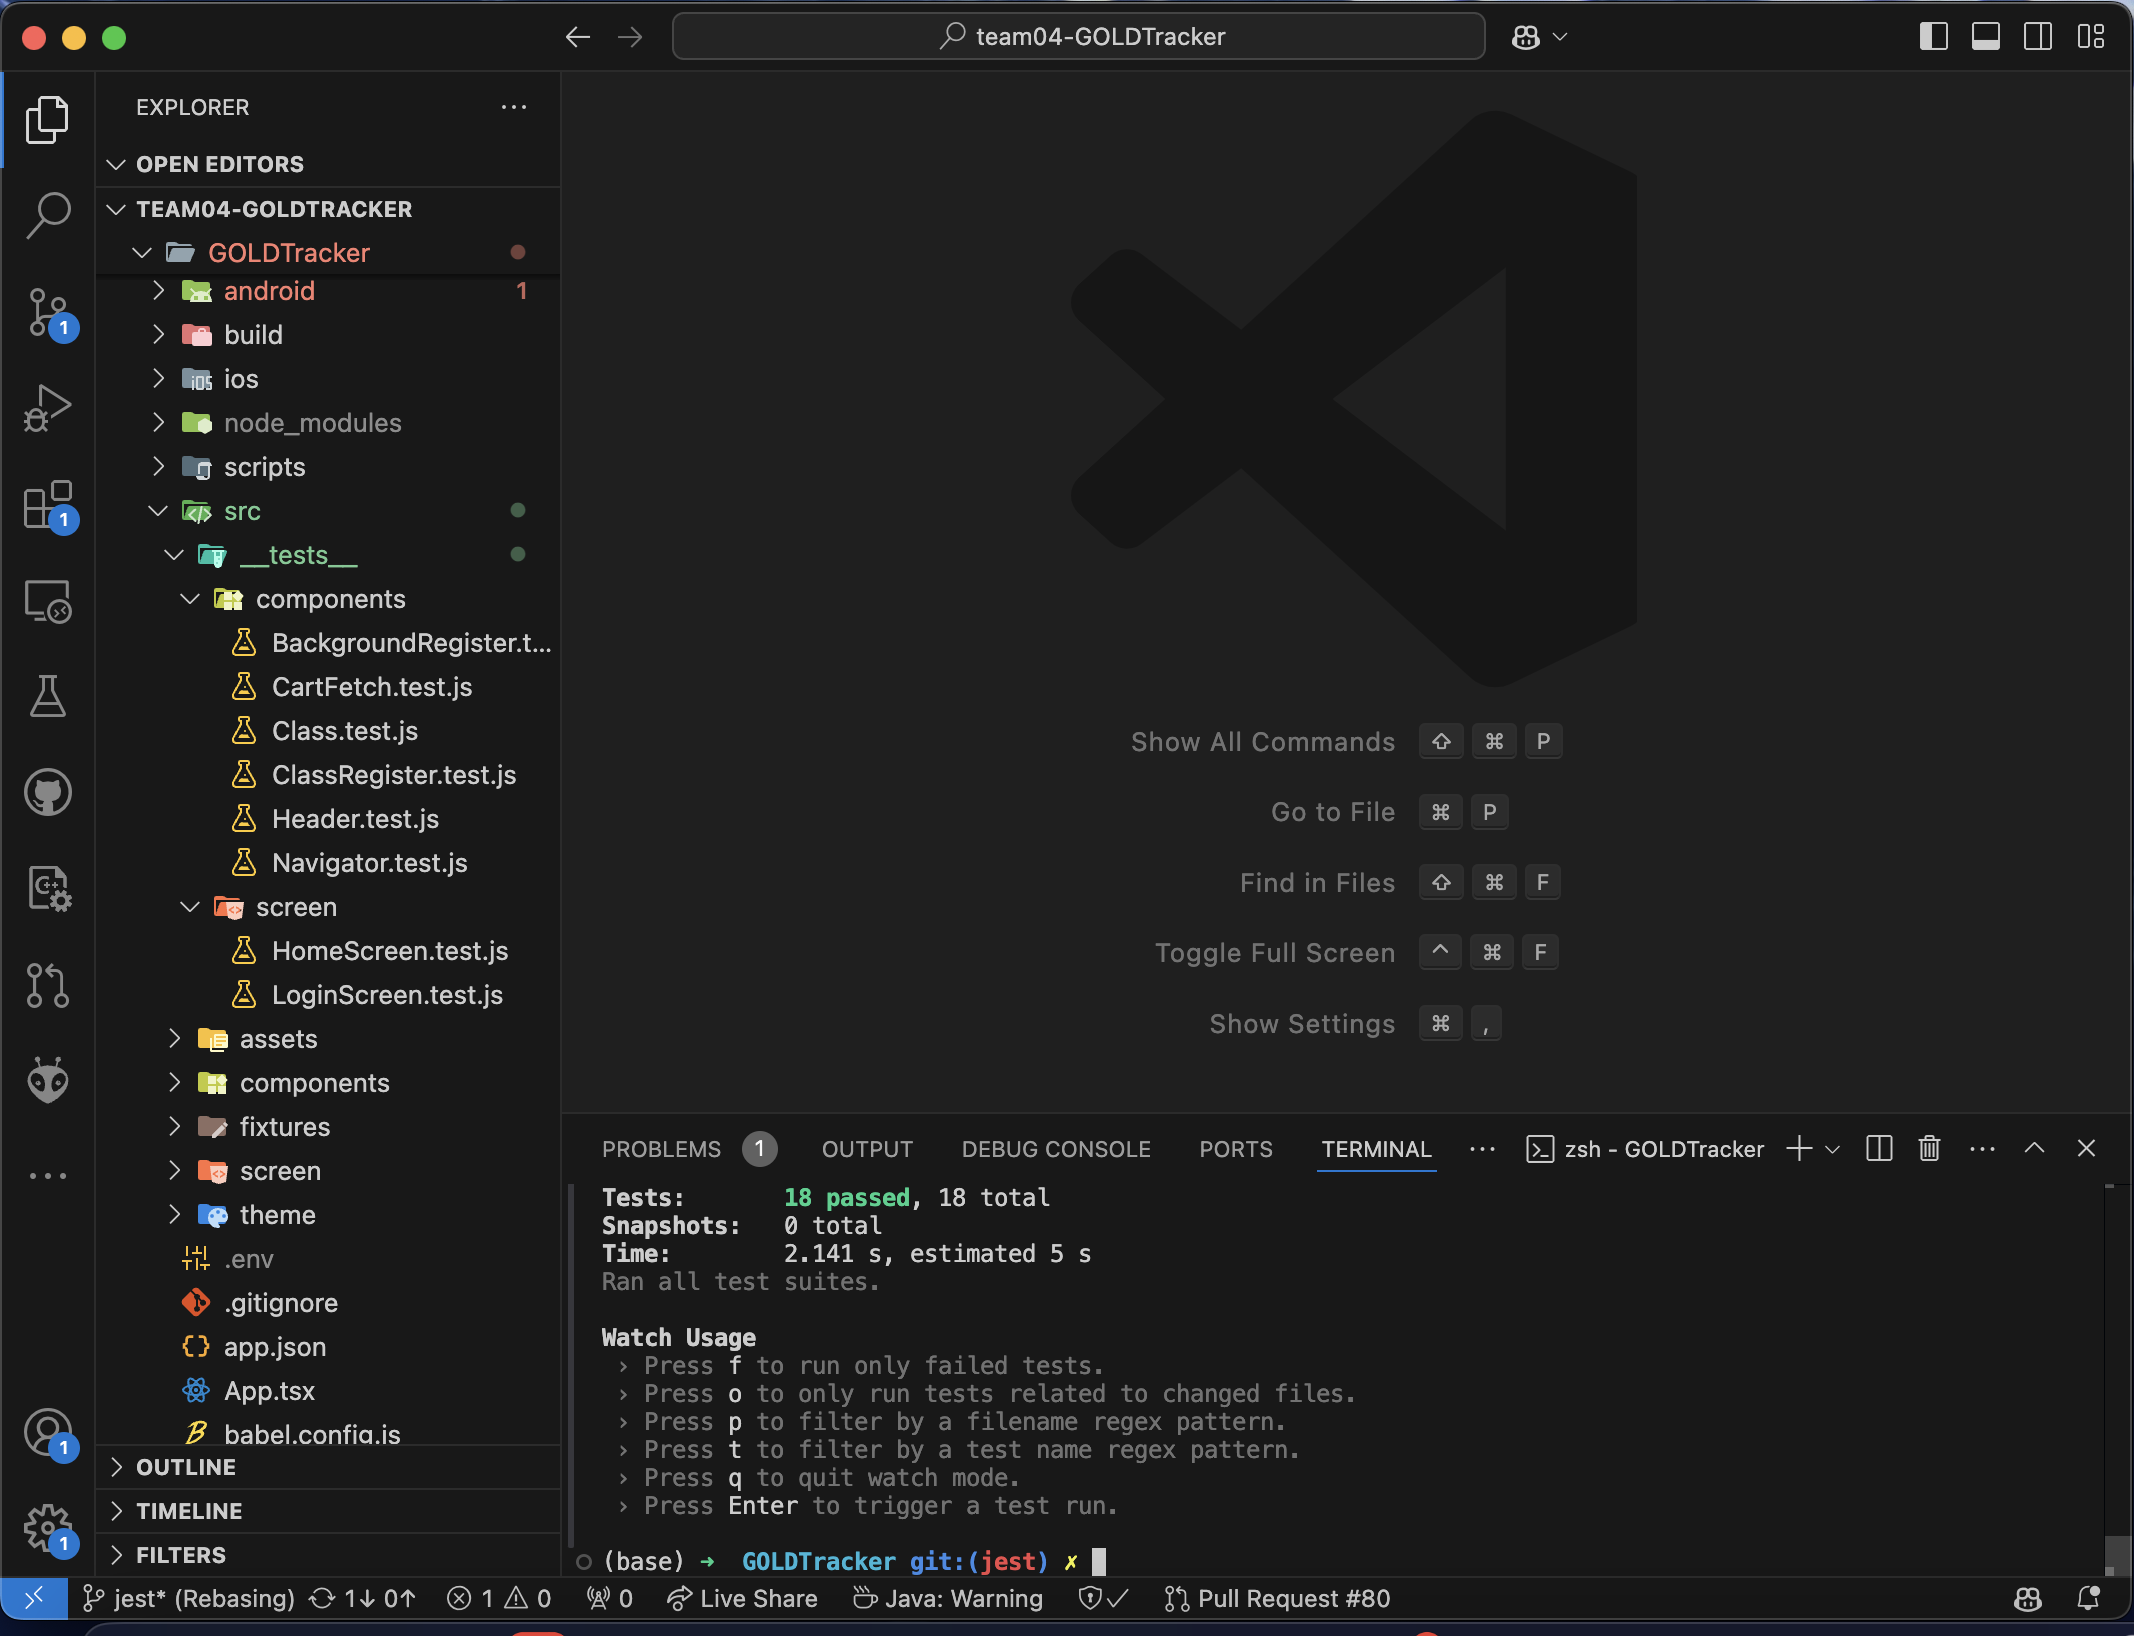 team04-GOLDTracker
EXPLORER
OPEN EDITORS
TEAM04-GOLDTRACKER
GOLDTracker
android 1
build
ios
node_modules
scripts
src
__tests__
components
BackgroundRegister.t...
CartFetch.test.js
Class.test.js
ClassRegister.test.js
Header.test.js
Navigator.test.js
screen
HomeScreen.test.js
LoginScreen.test.js
assets
components
fixtures
screen
theme
.env
.gitignore
app.json
App.tsx
babel.config.js
OUTLINE
TIMELINE
FILTERS
1
1
1
1
Show All Commands ⇧ ⌘ P
Go to File ⌘ P
Find in Files ⇧ ⌘ F
Toggle Full Screen ^ ⌘ F
Show Settings ⌘ ,
PROBLEMS 1 OUTPUT DEBUG CONSOLE PORTS TERMINAL ... zsh - GOLDTracker
Tests: 18 passed, 18 total
Snapshots: 0 total
Time: 2.141 s, estimated 5 s
Ran all test suites.
Watch Usage
› Press f to run only failed tests.
› Press o to only run tests related to changed files.
› Press p to filter by a filename regex pattern.
› Press t to filter by a test name regex pattern.
› Press q to quit watch mode.
› Press Enter to trigger a test run.
(base) → GOLDTracker git:(jest) ✗
jest* (Rebasing) 1↓ 0↑ 1 0 0 Live Share Java: Warning Pull Request #80